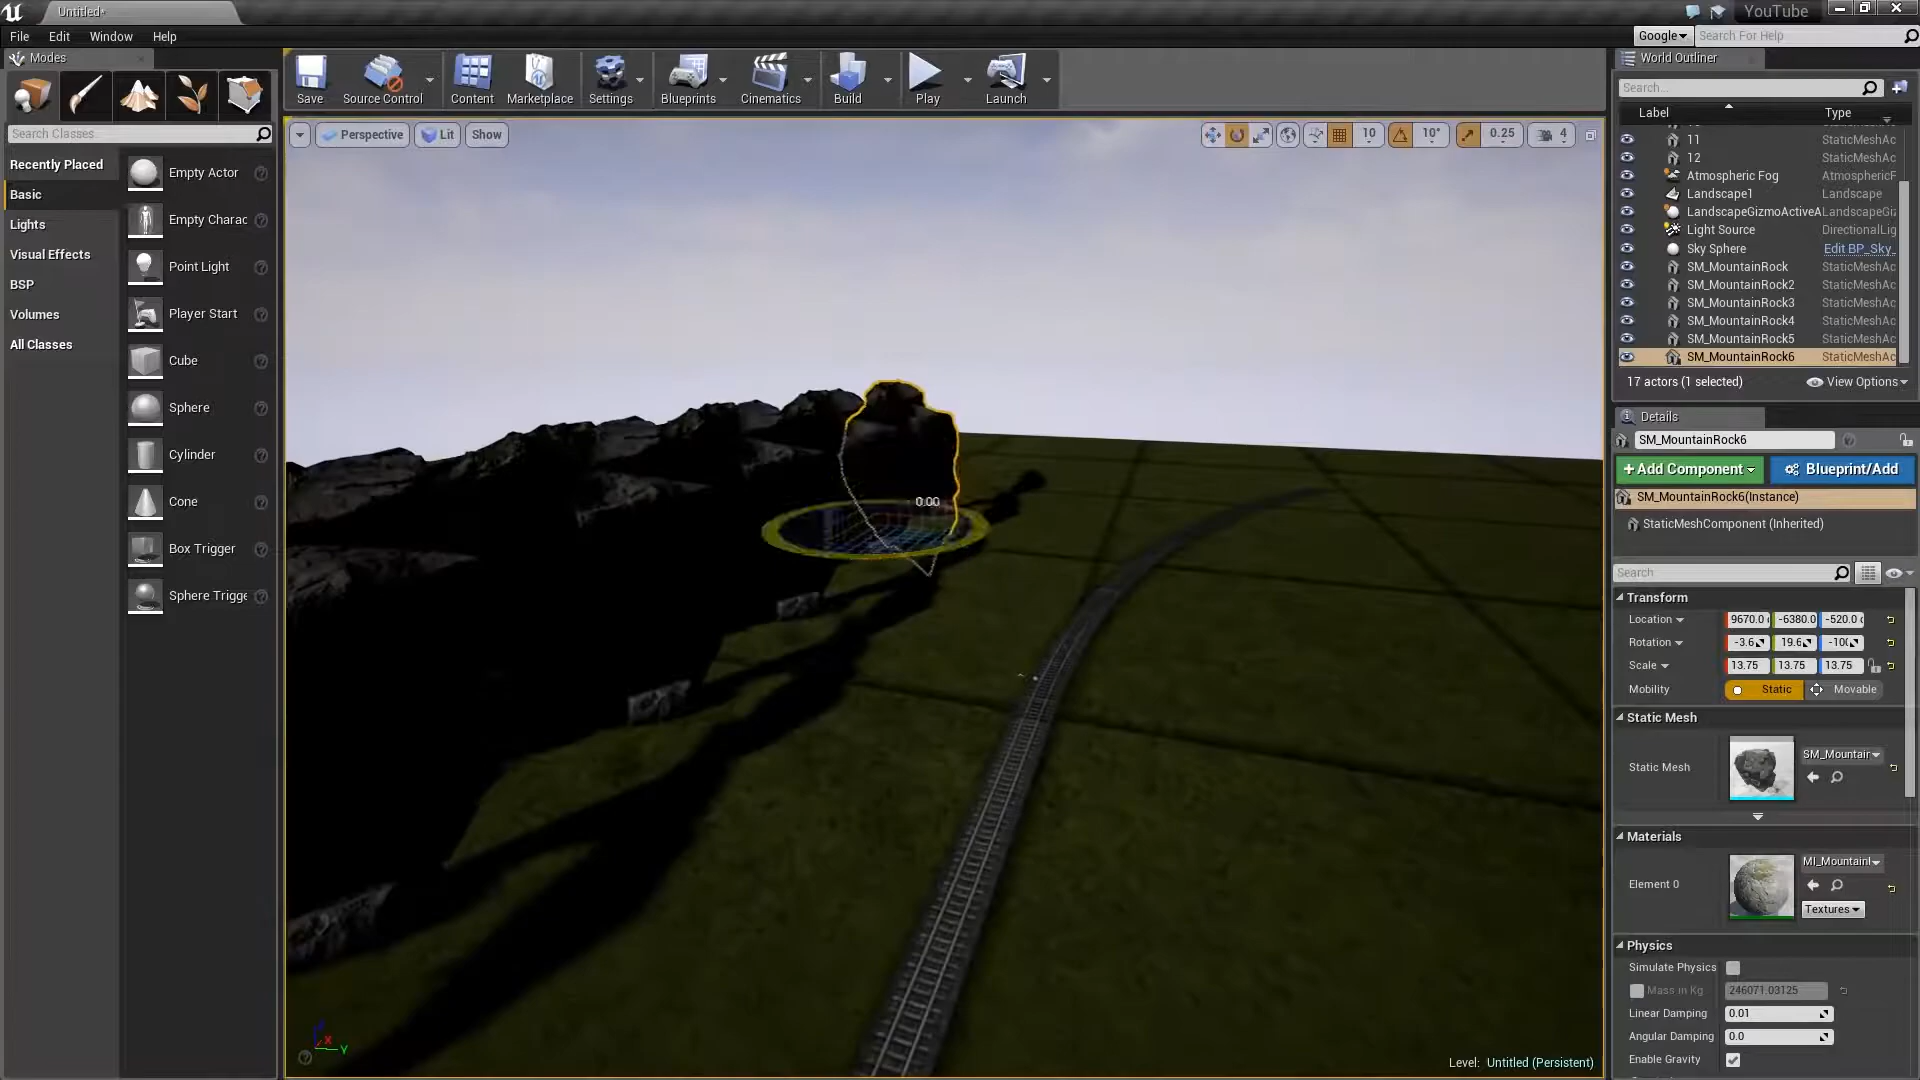 Untitled*
YouTube
File Edit Window Help
Google Search For Help
Modes
Search Classes
Recently Placed
Basic
Lights
Visual Effects
BSP
Volumes
All Classes
Empty Actor
Empty Charac
Point Light
Player Start
Cube
Sphere
Cylinder
Cone
Box Trigger
Sphere Trigge
Save
Source Control
Content
Marketplace
Settings
Blueprints
Cinematics
Build
Play
Launch
Perspective
Lit
Show
10
10°
0.25
4
0.00
X
Y
Level: Untitled (Persistent)
World Outliner
Search...
Label Type
11 StaticMeshAc
12 StaticMeshAc
Atmospheric Fog AtmosphericF
Landscape1 Landscape
LandscapeGizmoActiveA LandscapeGiz
Light Source DirectionalLig
Sky Sphere Edit BP_Sky_
SM_MountainRock StaticMeshAc
SM_MountainRock2 StaticMeshAc
SM_MountainRock3 StaticMeshAc
SM_MountainRock4 StaticMeshAc
SM_MountainRock5 StaticMeshAc
SM_MountainRock6 StaticMeshAc
17 actors (1 selected) View Options
Details
SM_MountainRock6
+Add Component Blueprint/Add
SM_MountainRock6(Instance)
StaticMeshComponent (Inherited)
Search
Transform
Location 9670.0 -6380.0 -520.0
Rotation -3.6 19.6 -100
Scale 13.75 13.75 13.75
Mobility Static Movable
Static Mesh
Static Mesh SM_Mountain
Materials
Element 0 MI_Mountain
Textures
Physics
Simulate Physics
Mass in Kg 246071.03125
Linear Damping 0.01
Angular Damping 0.0
Enable Gravity